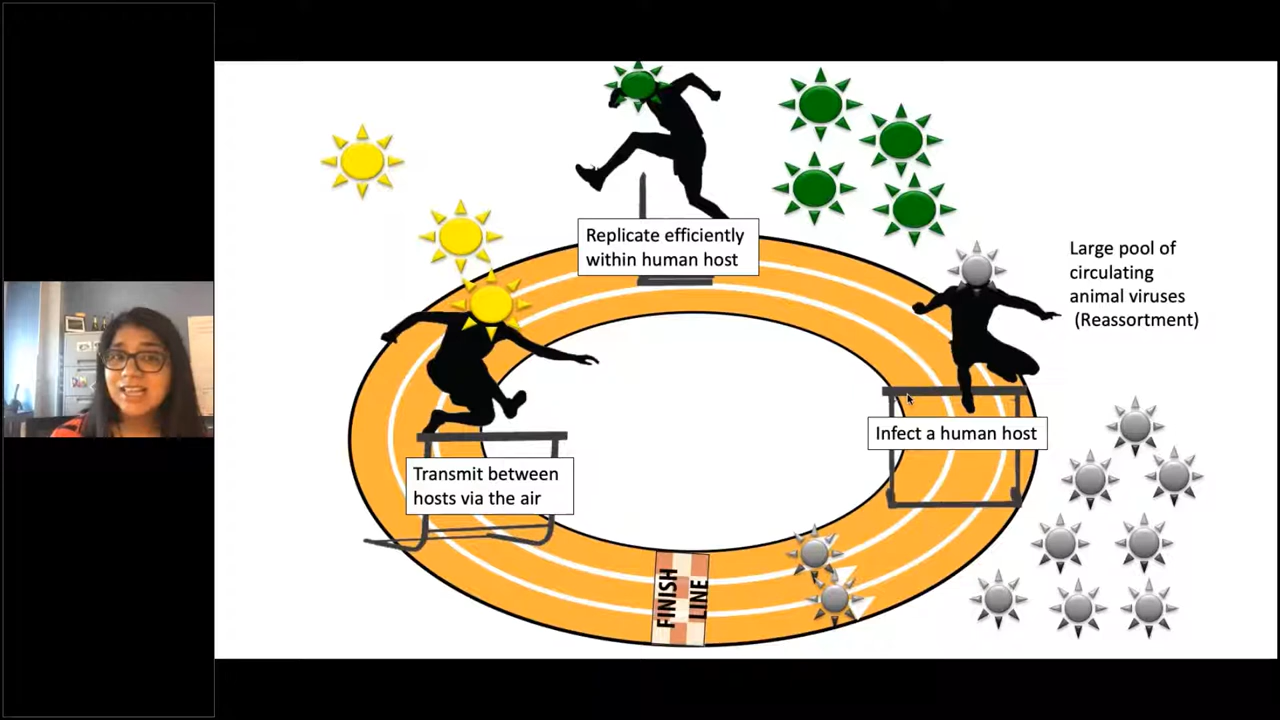 Replicate efficiently
within human host
Large pool of
circulating
animal viruses
(Reassortment)
Infect a human host
Transmit between
hosts via the air
FINISH
LINE